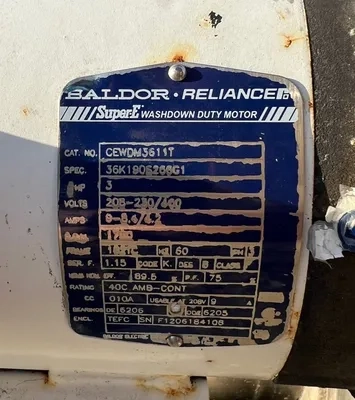 BALDOR · RELIANCE
Super-E WASHDOWN DUTY MOTOR
CAT. NO. CEWDM3611T
SPEC. 36K190S266G1
HP 3
VOLTS 208-230/460
AMPS 9-8.4/4.2
R.P.M.
FRAME HZ 60 PH 3
SER. F. 1.15 CODE K DES B CLASS
NEMA NOM. EFF. 89.5 P.F. 75
RATING 40C AMB-CONT
CC 010A USABLE AT 208V 9 A
BEARINGS DE 6206 ODE 6205
ENCL. TEFC SN F1206184108
BALDOR ELECTRIC